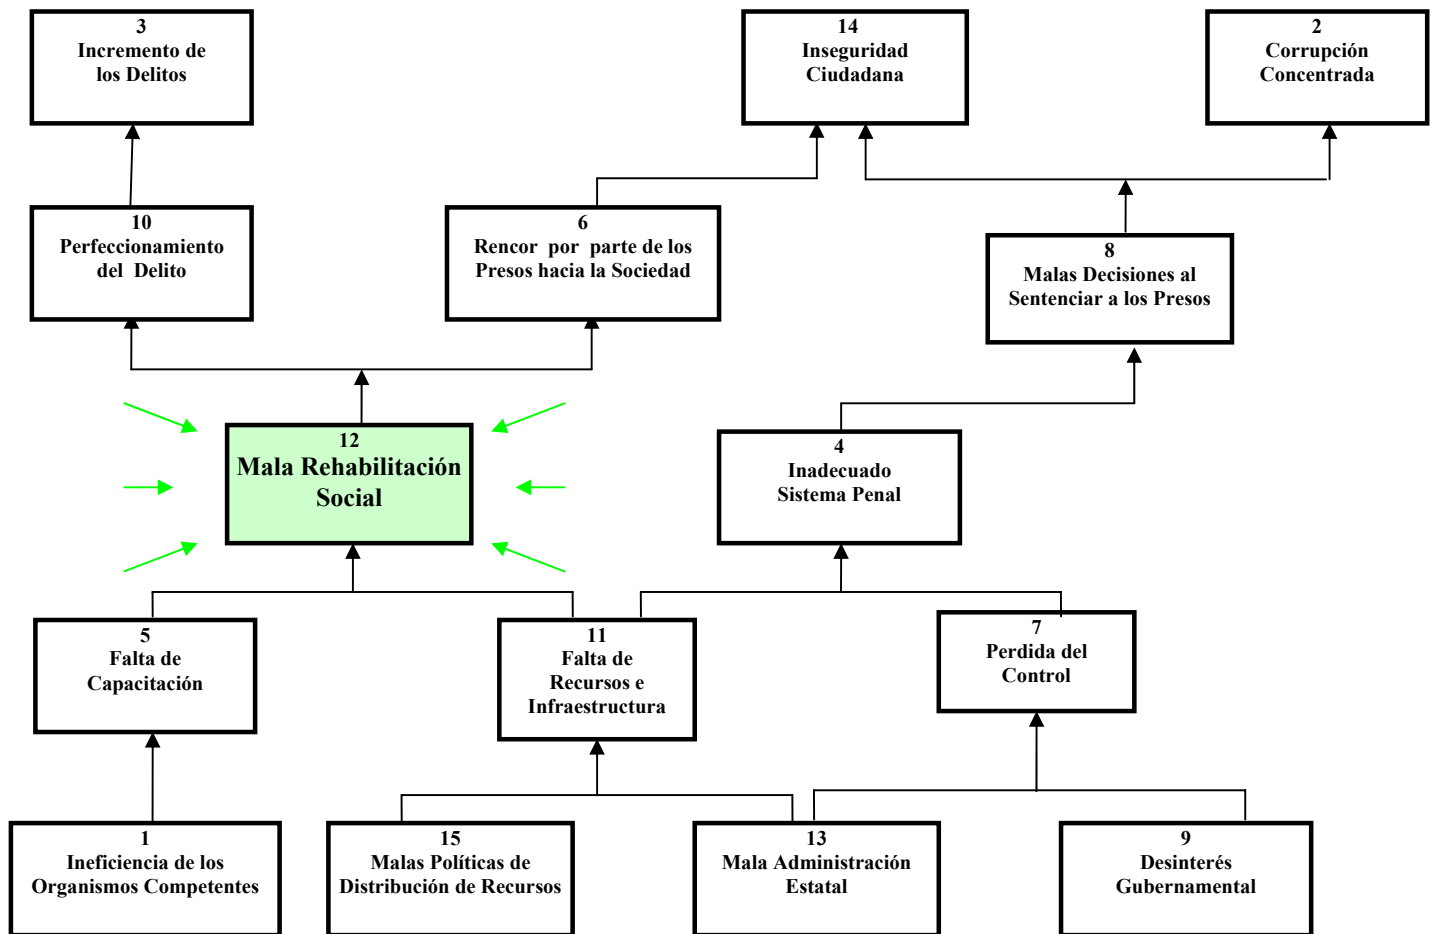 3
Incremento de
los Delitos
14
Inseguridad
Ciudadana
2
Corrupción
Concentrada
10
Perfeccionamiento
del Delito
6
Rencor por parte de los
Presos hacia la Sociedad
8
Malas Decisiones al
Sentenciar a los Presos
12
Mala Rehabilitación
Social
4
Inadecuado
Sistema Penal
5
Falta de
Capacitación
11
Falta de
Recursos e
Infraestructura
7
Perdida del
Control
1
Ineficiencia de los
Organismos Competentes
15
Malas Políticas de
Distribución de Recursos
13
Mala Administración
Estatal
9
Desinterés
Gubernamental